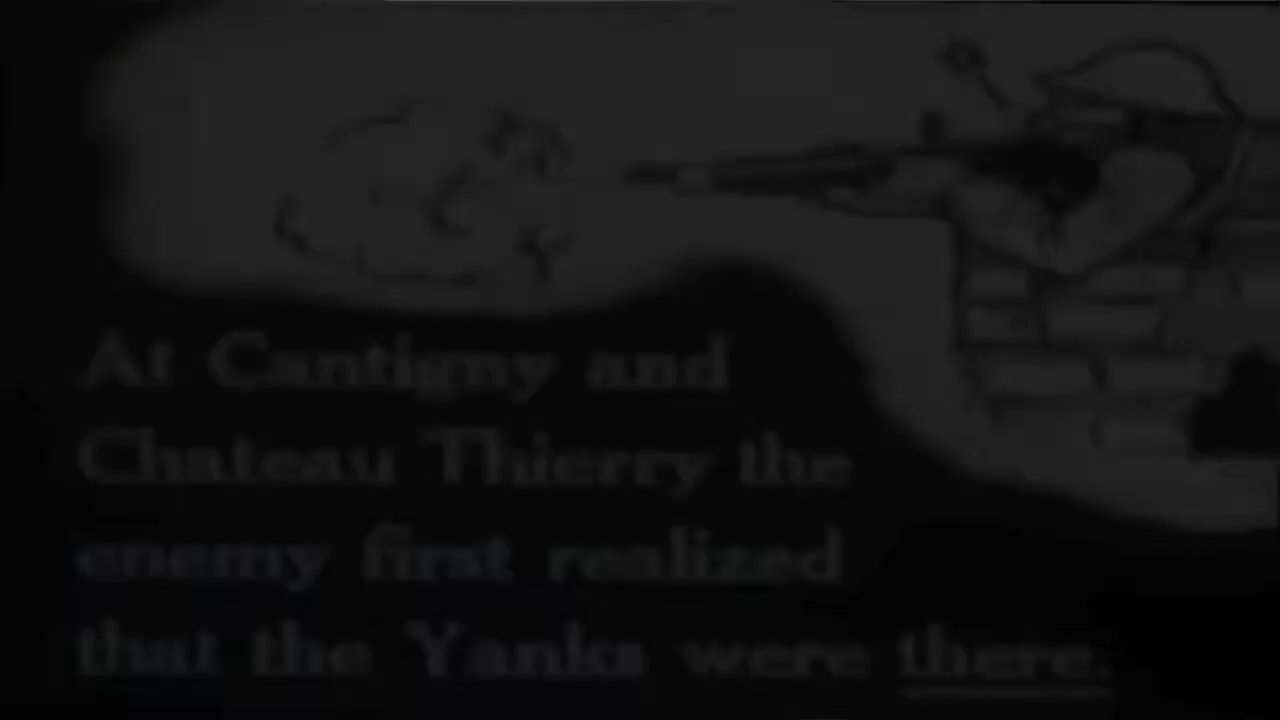 At Cantigny and
Chateau Thierry the
enemy first realized
that the Yanks were there.